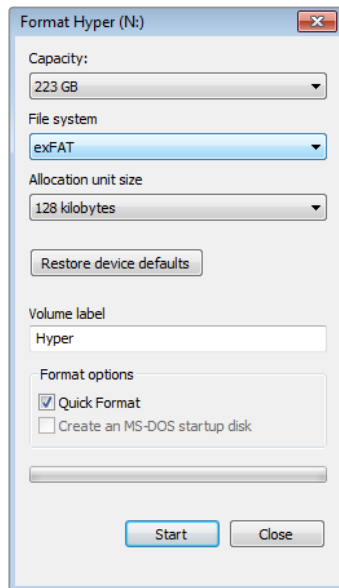 Format Hyper (N:)
Capacity:
223 GB
File system
exFAT
Allocation unit size
128 kilobytes
Restore device defaults
Volume label
Hyper
Format options
Quick Format
Create an MS-DOS startup disk
Start Close